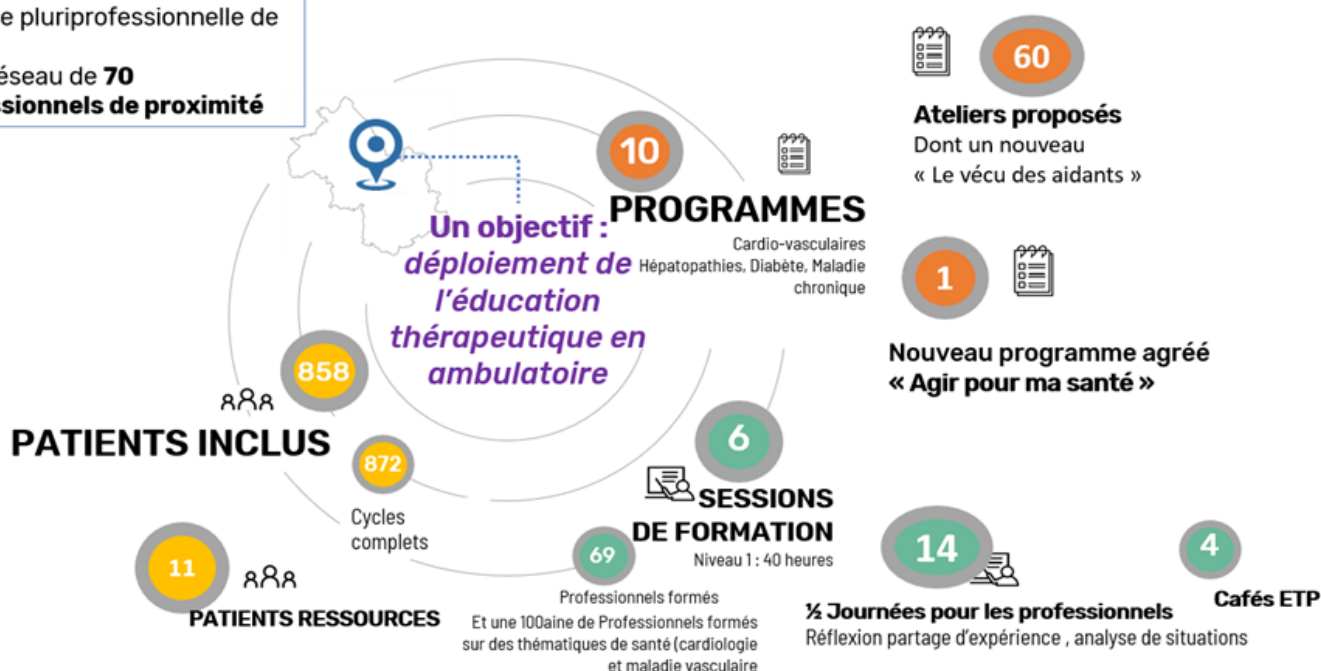 e pluriprofessionnelle de
éseau de 70
ssionnels de proximité
60
Ateliers proposés
Dont un nouveau
« Le vécu des aidants »
10
PROGRAMMES
Cardio-vasculaires
Hépatopathies, Diabète, Maladie
chronique
Un objectif :
déploiement de
l'éducation
thérapeutique en
ambulatoire
1
Nouveau programme agréé
« Agir pour ma santé »
858
PATIENTS INCLUS
872
Cycles
complets
11
PATIENTS RESSOURCES
6
SESSIONS
DE FORMATION
Niveau 1 : 40 heures
69
Professionnels formés
Et une 100aine de Professionnels formés
sur des thématiques de santé (cardiologie
et maladie vasculaire
14
½ Journées pour les professionnels
Réflexion partage d'expérience , analyse de situations
4
Cafés ETP